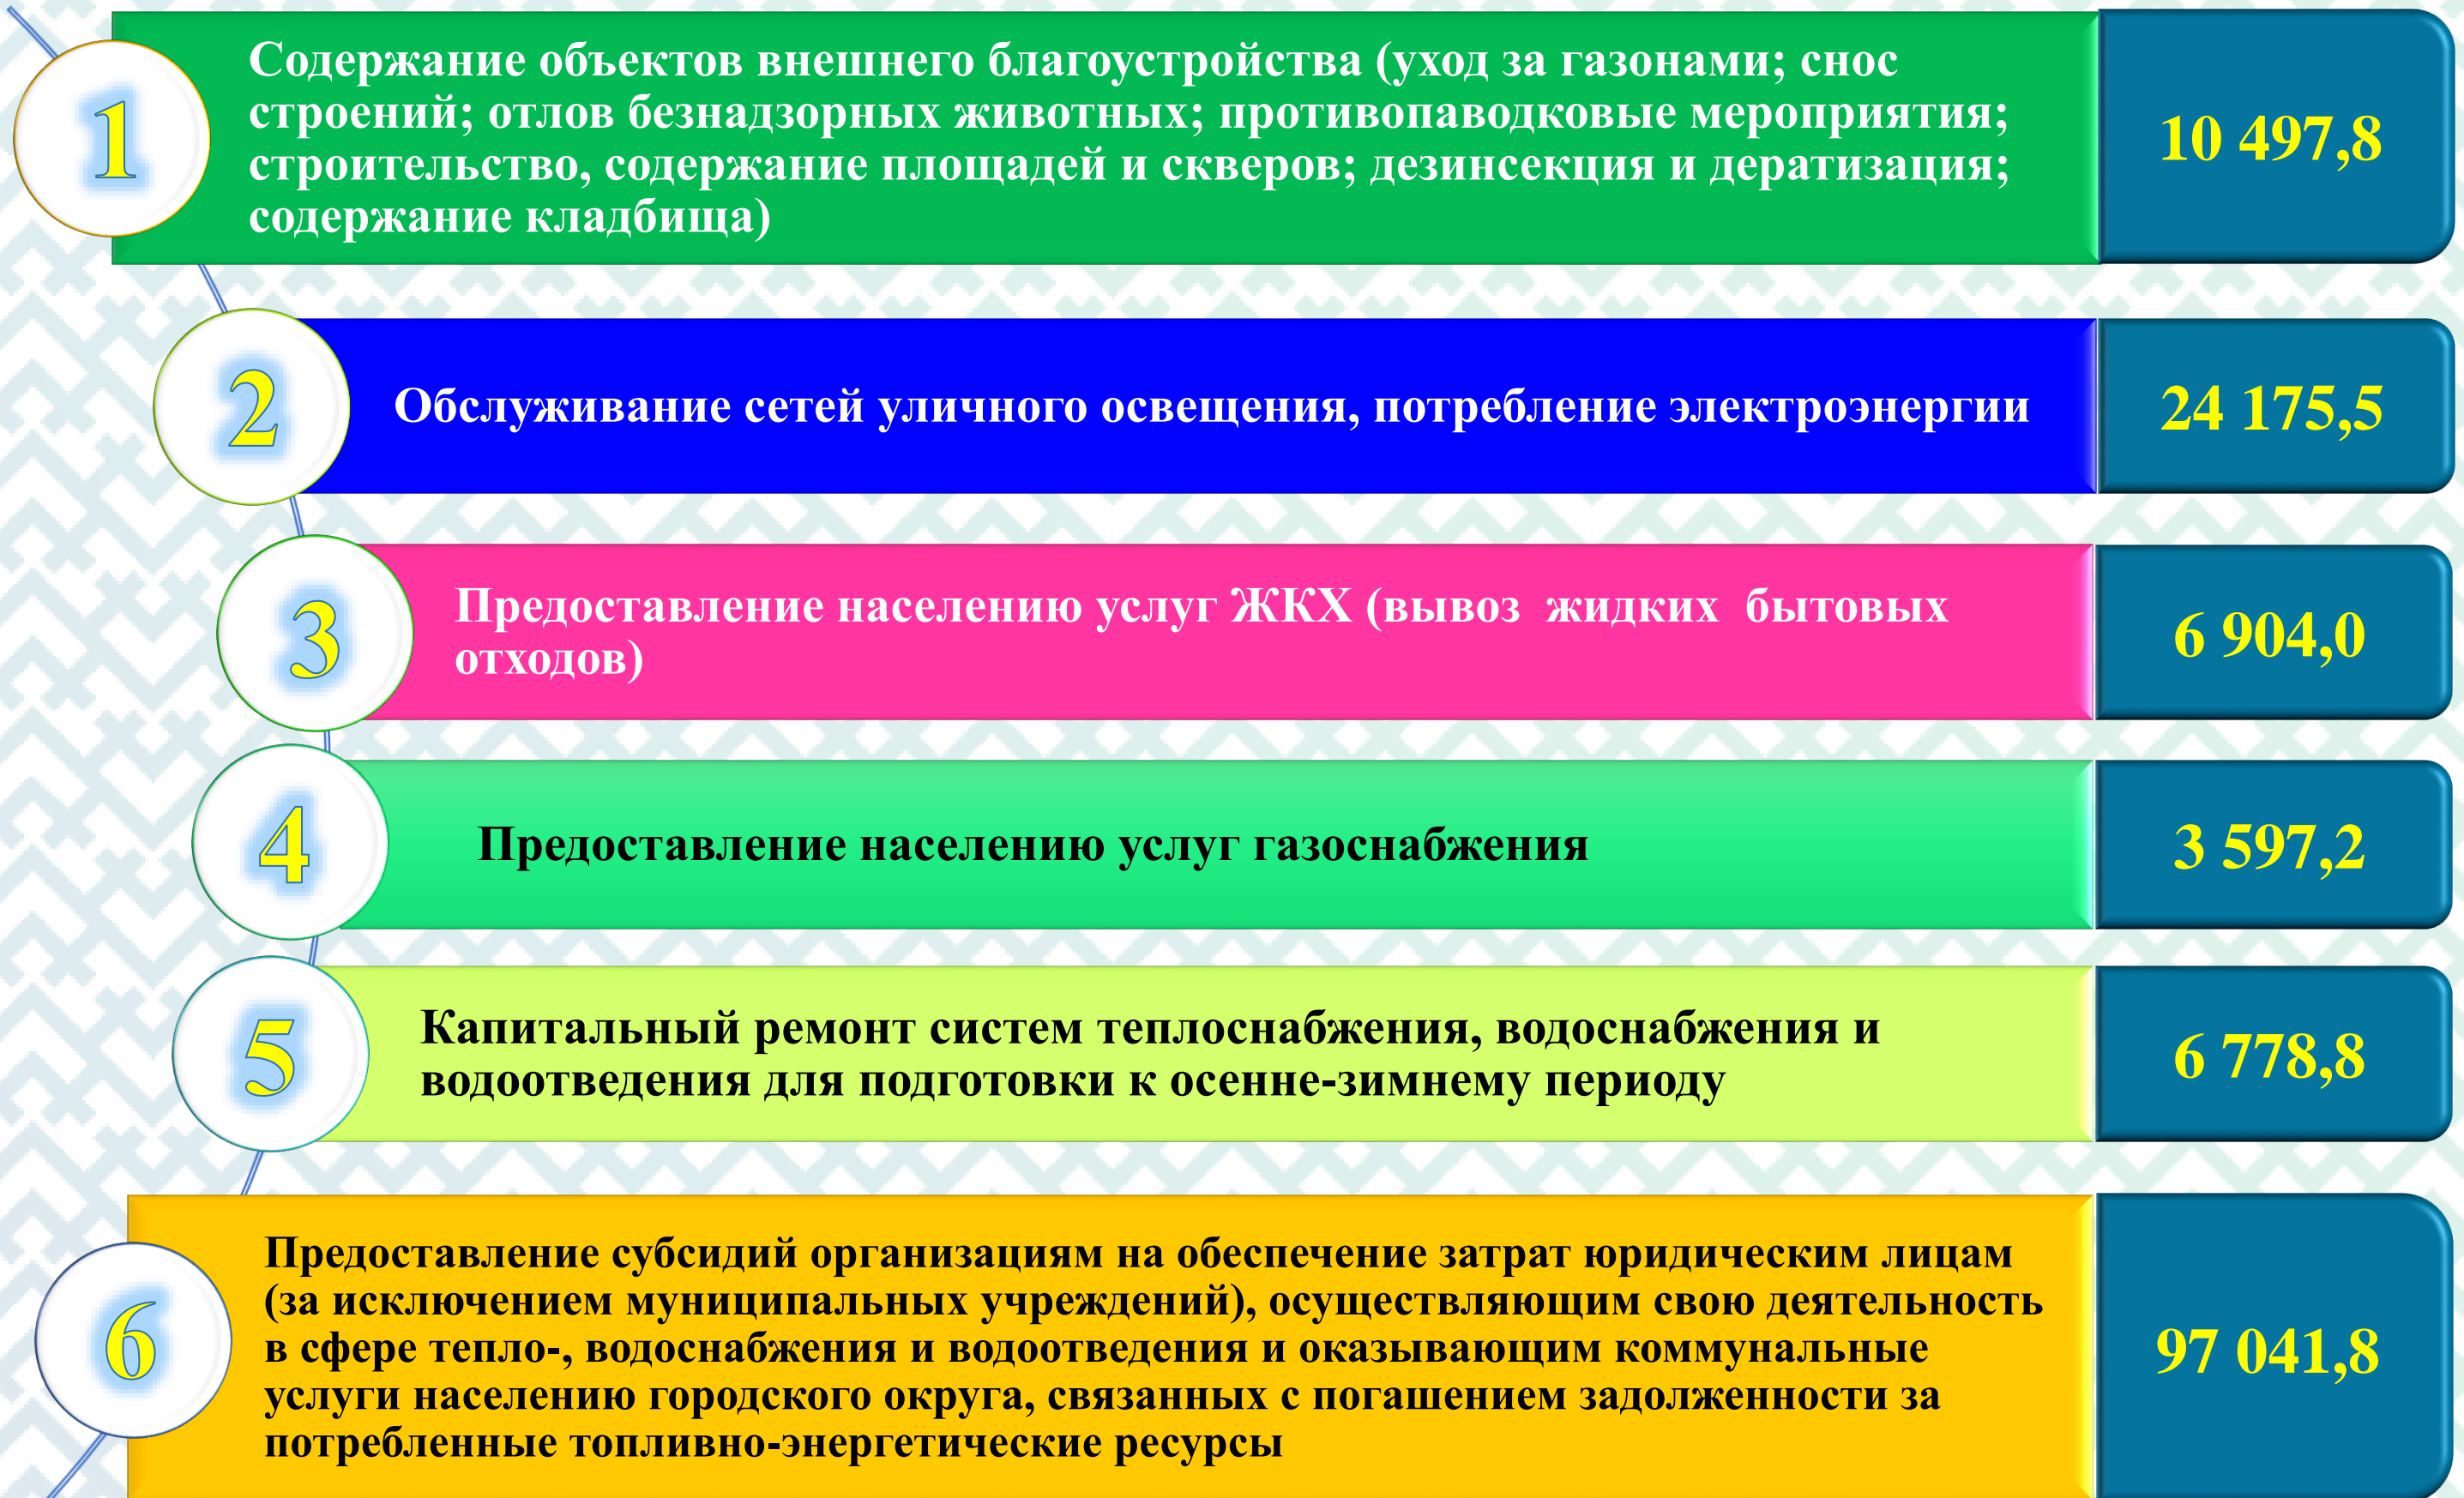 1
Содержание объектов внешнего благоустройства (уход за газонами; снос
строений; отлов безнадзорных животных; противопаводковые мероприятия;
строительство, содержание площадей и скверов; дезинсекция и дератизация;
содержание кладбища)
10 497,8
2
Обслуживание сетей уличного освещения, потребление электроэнергии
24 175,5
3
Предоставление населению услуг ЖКХ (вывоз жидких бытовых
отходов)
6 904,0
4
Предоставление населению услуг газоснабжения
3 597,2
5
Капитальный ремонт систем теплоснабжения, водоснабжения и
водоотведения для подготовки к осенне-зимнему периоду
6 778,8
6
Предоставление субсидий организациям на обеспечение затрат юридическим лицам
(за исключением муниципальных учреждений), осуществляющим свою деятельность
в сфере тепло-, водоснабжения и водоотведения и оказывающим коммунальные
услуги населению городского округа, связанных с погашением задолженности за
потребленные топливно-энергетические ресурсы
97 041,8